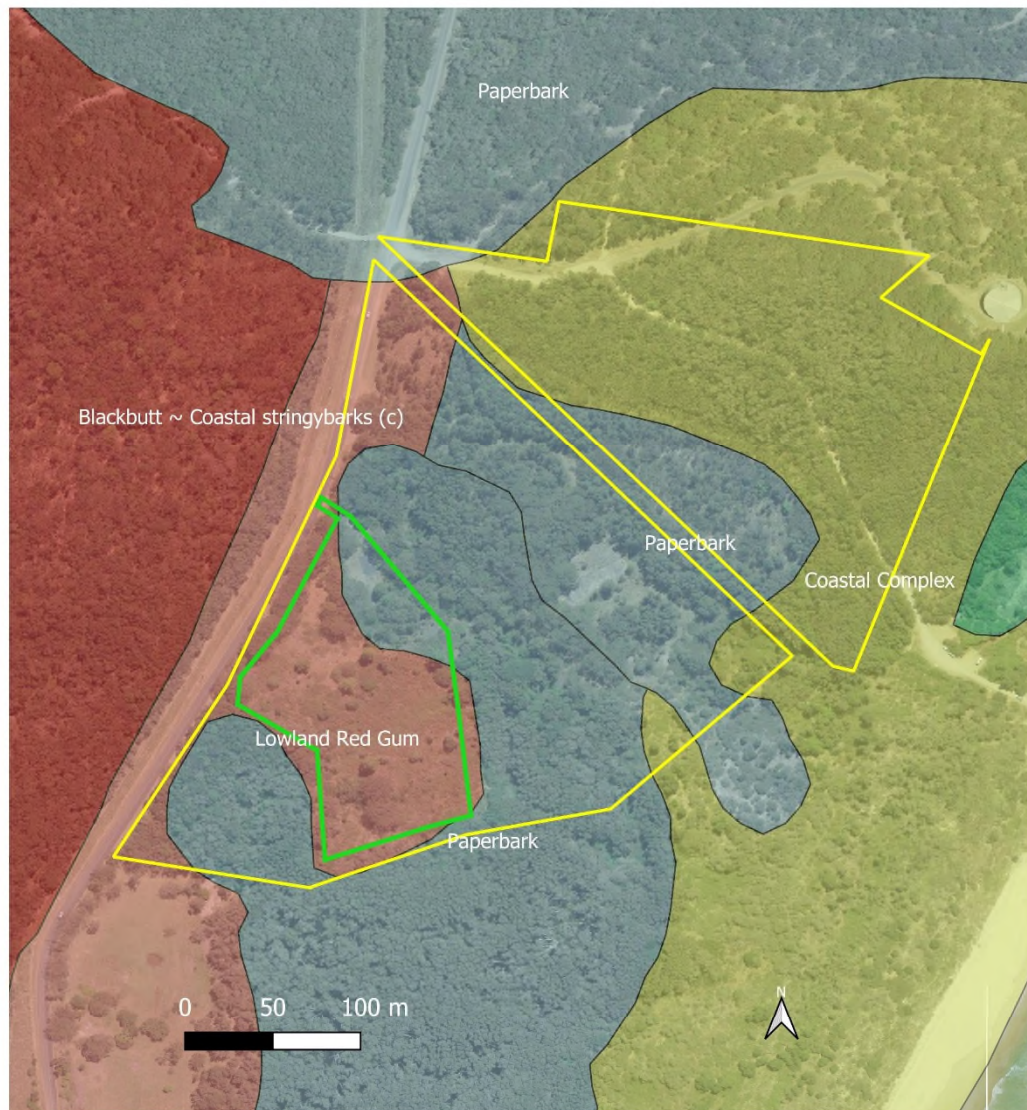 Paperbark
Blackbutt ~ Coastal stringybarks (c)
Paperbark
Coastal Complex
Lowland Red Gum
Paperbark
0 50 100 m
N